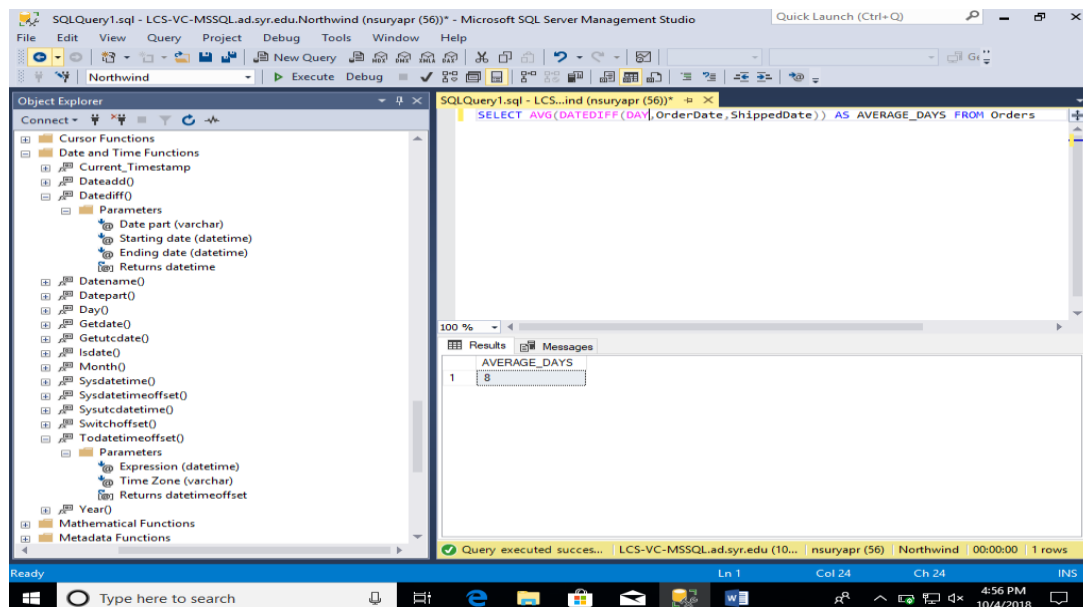 SQLQuery1.sql - LCS-VC-MSSQL.ad.syr.edu.Northwind (nsuryapr (56))* - Microsoft SQL Server Management Studio
Quick Launch (Ctrl+Q)
File Edit View Query Project Debug Tools Window Help
New Query
Northwind
Execute Debug
Object Explorer
Connect
Cursor Functions
Date and Time Functions
Current_Timestamp
Dateadd()
Datediff()
Parameters
Date part (varchar)
Starting date (datetime)
Ending date (datetime)
Returns datetime
Datename()
Datepart()
Day()
Getdate()
Getutcdate()
Isdate()
Month()
Sysdatetime()
Sysdatetimeoffset()
Sysutcdatetime()
Switchoffset()
Todatetimeoffset()
Parameters
Expression (datetime)
Time Zone (varchar)
Returns datetimeoffset
Year()
Mathematical Functions
Metadata Functions
SQLQuery1.sql - LCS...ind (nsuryapr (56))*
SELECT AVG(DATEDIFF(DAY,OrderDate,ShippedDate)) AS AVERAGE_DAYS FROM Orders
100 %
Results Messages
AVERAGE_DAYS
1 8
Query executed succes... LCS-VC-MSSQL.ad.syr.edu (10... nsuryapr (56) Northwind 00:00:00 1 rows
Ready Ln 1 Col 24 Ch 24 INS
Type here to search
4:56 PM
10/4/2018